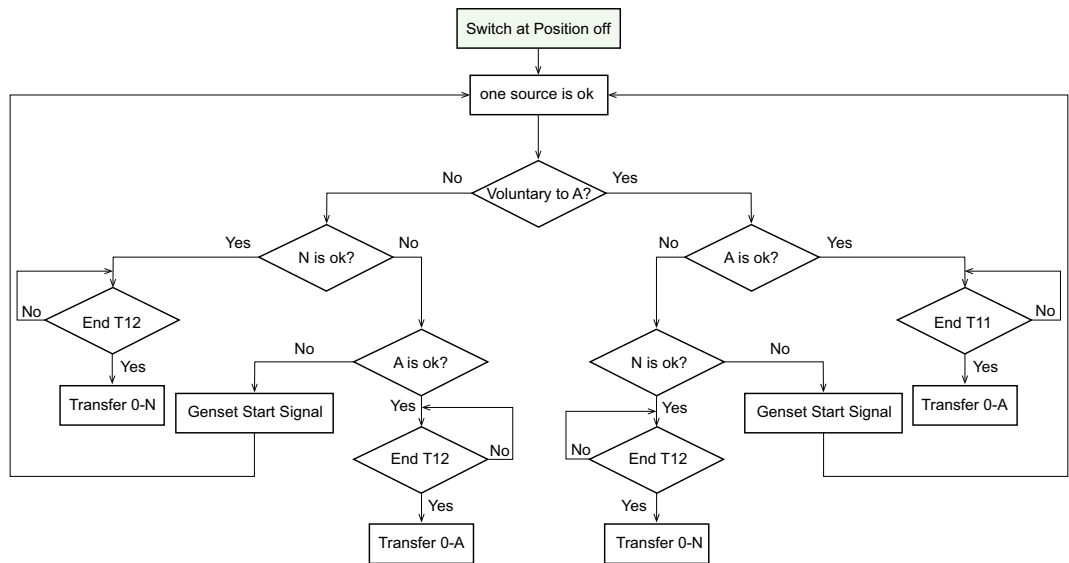 Switch at Position off
one source is ok
No
Voluntary to A?
Yes
Yes
N is ok?
No
No
A is ok?
Yes
No
End T12
Yes
Transfer 0-N
No
A is ok?
Yes
Genset Start Signal
End T12
No
Yes
Transfer 0-A
N is ok?
No
Yes
Genset Start Signal
No
End T12
Yes
Transfer 0-N
End T11
No
Yes
Transfer 0-A